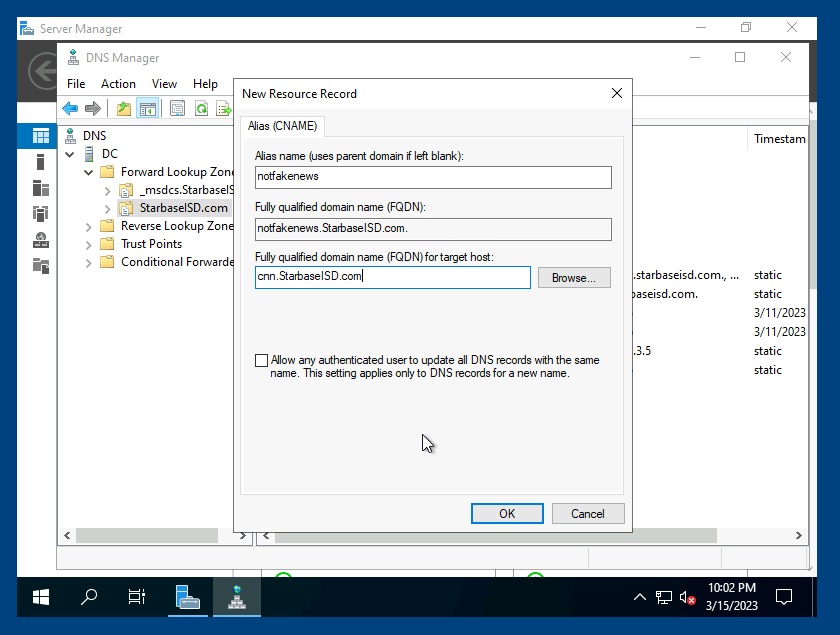 Server Manager
DNS Manager
File Action View Help
New Resource Record
Alias (CNAME)
Alias name (uses parent domain if left blank):
notfakenews
Fully qualified domain name (FQDN):
notfakenews.StarbaseISD.com.
Fully qualified domain name (FQDN) for target host:
cnn.StarbaseISD.com
Browse...
Allow any authenticated user to update all DNS records with the same
name. This setting applies only to DNS records for a new name.
OK Cancel
DNS
DC
Forward Lookup Zone
_msdcs.StarbaseIS
StarbaseISD.com
Reverse Lookup Zone
Trust Points
Conditional Forwarde
Timestam
.starbaseisd.com., ... static
baseisd.com. static
3/11/2023
3/11/2023
.3.5 static
static
10:02 PM
3/15/2023